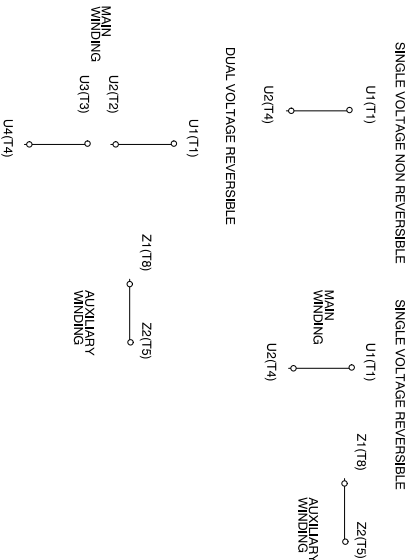 SINGLE VOLTAGE NON REVERSIBLE
U1(T1)
U2(T4)
SINGLE VOLTAGE REVERSIBLE
MAIN
WINDING
U1(T1)
U2(T4)
Z1(T8)
Z2(T5)
AUXILIARY
WINDING
DUAL VOLTAGE REVERSIBLE
MAIN
WINDING
U1(T1)
U2(T2)
U3(T3)
U4(T4)
Z1(T8)
Z2(T5)
AUXILIARY
WINDING